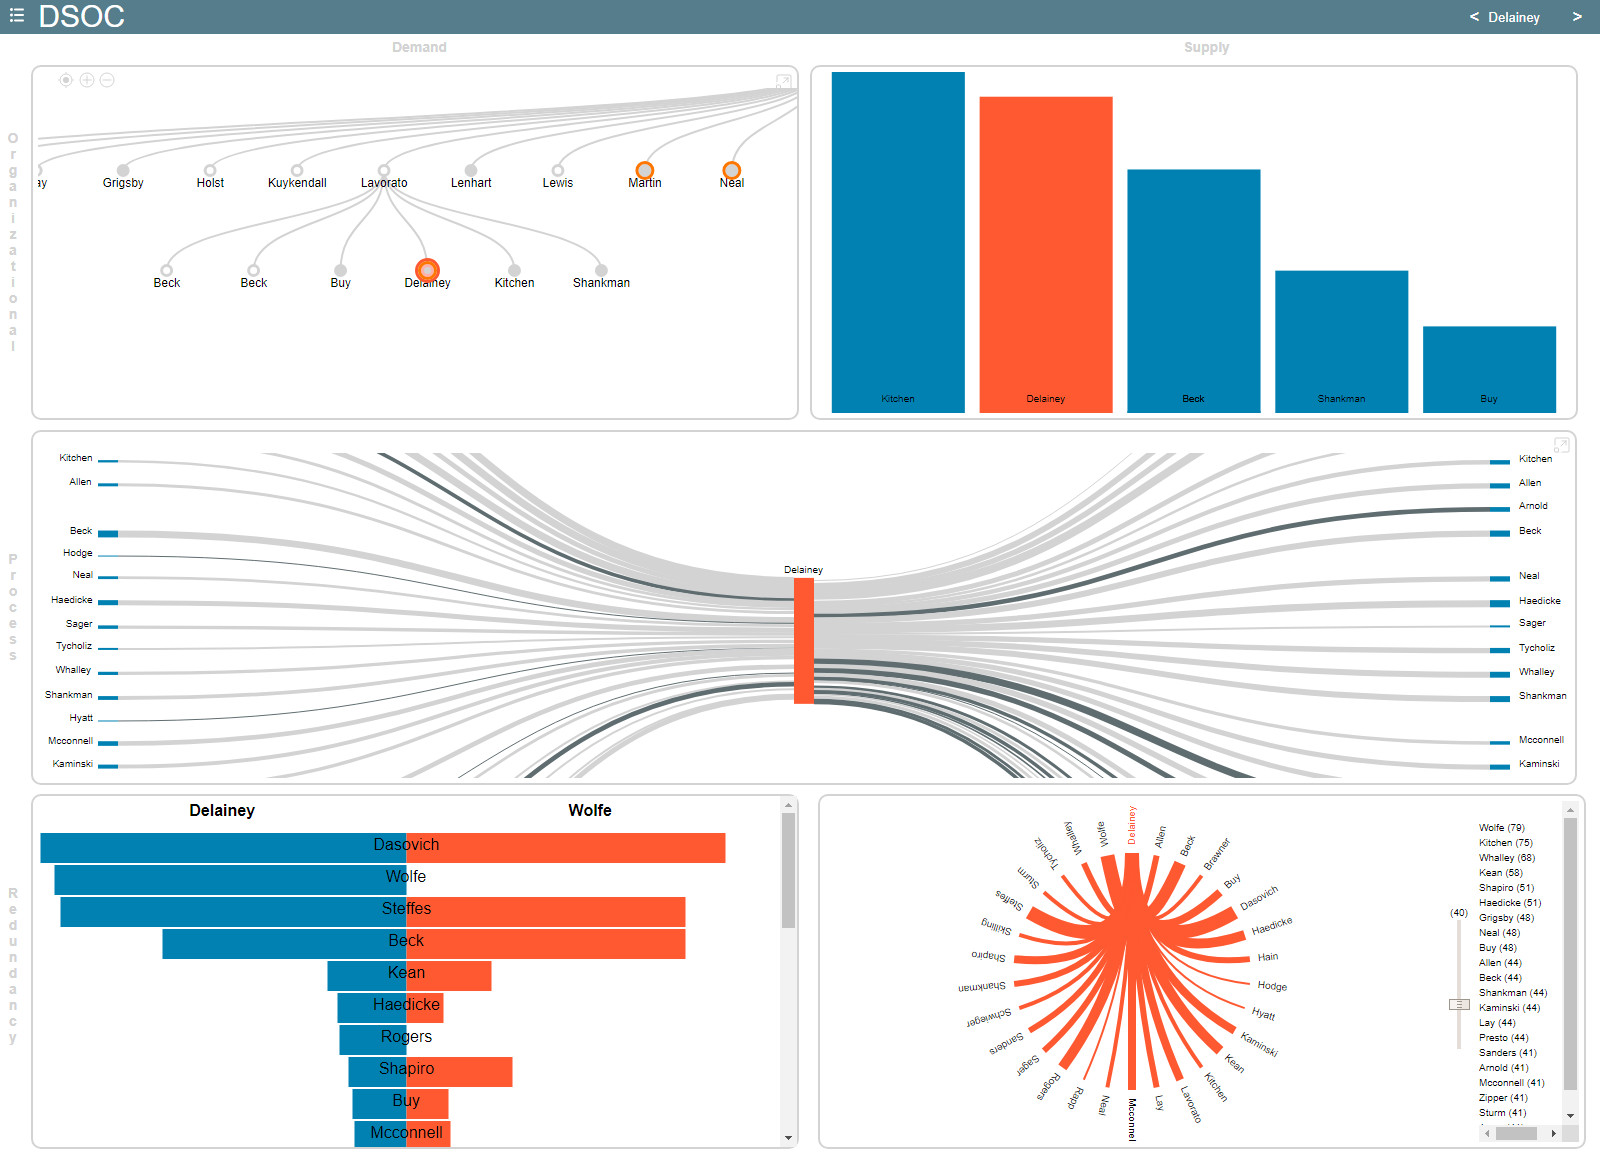 DSOC
< Delainey >
Demand
Supply
Organizational
ay
Grigsby
Holst
Kuykendall
Lavorato
Lenhart
Lewis
Martin
Neal
Beck
Beck
Buy
Delainey
Kitchen
Shankman
Kitchen
Delainey
Beck
Shankman
Buy
Process
Kitchen
Allen
Beck
Hodge
Neal
Haedicke
Sager
Tycholiz
Whalley
Shankman
Hyatt
Mcconnell
Kaminski
Delainey
Kitchen
Allen
Arnold
Beck
Neal
Haedicke
Sager
Tycholiz
Whalley
Shankman
Mcconnell
Kaminski
Redundancy
Delainey
Wolfe
Dasovich
Wolfe
Steffes
Beck
Kean
Haedicke
Rogers
Shapiro
Buy
Mcconnell
Delainey
Allen
Beck
Brawner
Buy
Dasovich
Haedicke
Hain
Hodge
Hyatt
Kaminski
Kean
Kitchen
Lavorato
Lay
Mcconnel
Neal
Rapp
Rogers
Sager
Sanders
Schwieger
Shankman
Shapiro
Skilling
Steffes
Sturm
Tycholiz
Whalley
Wolfe
(40)
Wolfe (79)
Kitchen (75)
Whalley (68)
Kean (58)
Shapiro (51)
Haedicke (51)
Grigsby (48)
Neal (48)
Buy (48)
Allen (44)
Beck (44)
Shankman (44)
Kaminski (44)
Lay (44)
Presto (44)
Sanders (41)
Arnold (41)
Mcconnell (41)
Zipper (41)
Sturm (41)